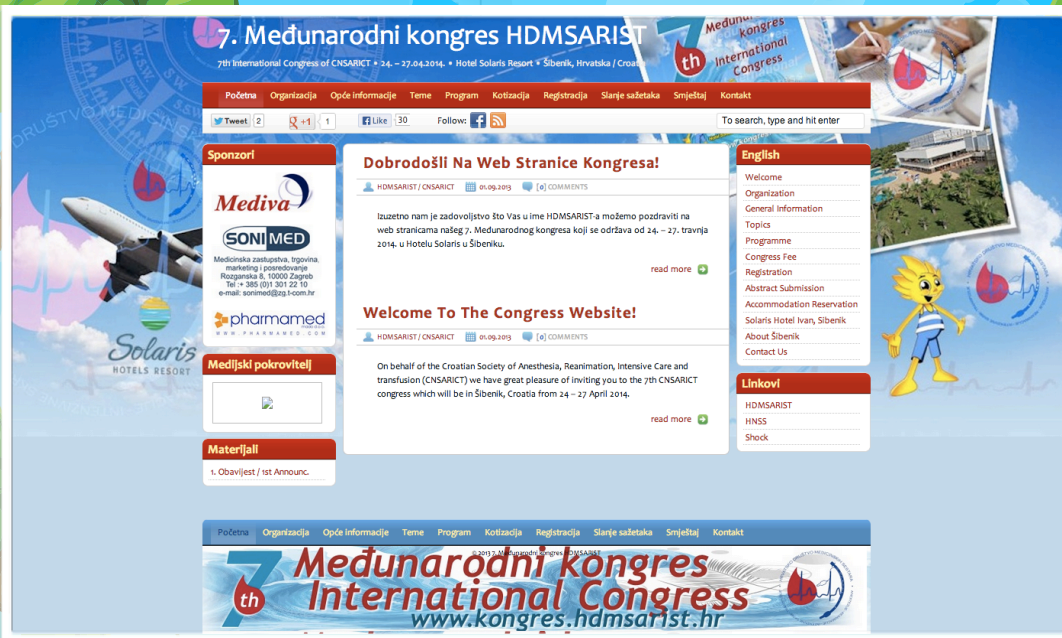 7. Međunarodni kongres HDMSARIST
7th International Congress of CNSARICT • 24. – 27.04.2014. • Hotel Solaris Resort • Šibenik, Hrvatska / Croatia
7th
Međunarodni
kongres
International
Congress
Početna Organizacija Opće informacije Teme Program Kotizacija Registracija Slanje sažetaka Smještaj Kontakt
Tweet 2 +1 1 Like 30 Follow: To search, type and hit enter
Sponzori
Mediva
SONIMED
Medicinska zastupstva, trgovina,
marketing i posredovanje
Rozganska 8, 10000 Zagreb
Tel :+ 385 (0)1 301 22 10
e-mail: sonimed@zg.t-com.hr
pharmamed
WWW.PHARMAMED.COM
Solaris
HOTELS RESORT
Medijski pokrovitelj
Materijali
1. Obavijest / 1st Announc.
Dobrodošli Na Web Stranice Kongresa!
HDMSARIST / CNSARICT 01.09.2013 [0] COMMENTS
Izuzetno nam je zadovoljstvo što Vas u ime HDMSARIST-a možemo pozdraviti na
web stranicama našeg 7. Međunarodnog kongresa koji se održava od 24. – 27. travnja
2014. u Hotelu Solaris u Šibeniku.
read more
Welcome To The Congress Website!
HDMSARIST / CNSARICT 01.09.2013 [0] COMMENTS
On behalf of the Croatian Society of Anesthesia, Reanimation, Intensive Care and
transfusion (CNSARICT) we have great pleasure of inviting you to the 7th CNSARICT
congress which will be in Šibenik, Croatia from 24 – 27 April 2014.
read more
English
Welcome
Organization
General Information
Topics
Programme
Congress Fee
Registration
Abstract Submission
Accommodation Reservation
Solaris Hotel Ivan, Sibenik
About Šibenik
Contact Us
Linkovi
HDMSARIST
HNSS
Shock
Početna Organizacija Opće informacije Teme Program Kotizacija Registracija Slanje sažetaka Smještaj Kontakt
© 2013 7. Međunarodni kongres HDMSARIST
7th
Međunarodni kongres
International Congress
www.kongres.hdmsarist.hr